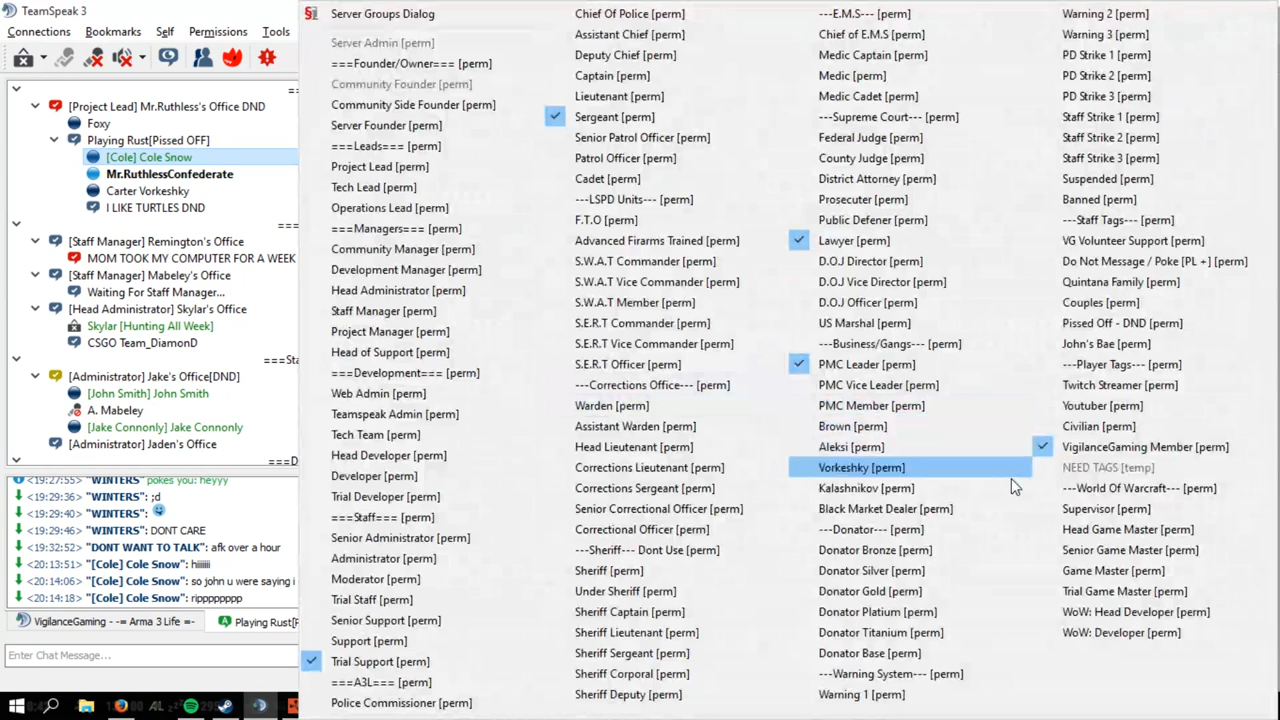 TeamSpeak 3
Connections Bookmarks Self Permissions Tools
[Project Lead] Mr.Ruthless's Office DND
Foxy
Playing Rust[Pissed OFF]
[Cole] Cole Snow
Mr.RuthlessConfederate
Carter Vorkeshky
I LIKE TURTLES DND
[Staff Manager] Remington's Office
MOM TOOK MY COMPUTER FOR A WEEK
[Staff Manager] Mabeley's Office
Waiting For Staff Manager...
[Head Administrator] Skylar's Office
Skylar [Hunting All Week]
CSGO Team_DiamonD
===Sta
[Administrator] Jake's Office[DND]
[John Smith] John Smith
A. Mabeley
[Jake Connonly] Jake Connonly
[Administrator] Jaden's Office
===D
<19:27:55> "WINTERS" pokes you: heyyy
<19:29:36> "WINTERS": ;d
<19:29:40> "WINTERS":
<19:29:46> "WINTERS": DONT CARE
<19:32:52> "DONT WANT TO TALK": afk over a hour
<20:13:51> "[Cole] Cole Snow": hiiiiii
<20:14:06> "[Cole] Cole Snow": so john u were saying i
<20:14:18> "[Cole] Cole Snow": rippppppp
VigilanceGaming - -= Arma 3 Life =-
Playing Rust[P
Enter Chat Message...
Server Groups Dialog
Server Admin [perm]
===Founder/Owner=== [perm]
Community Founder [perm]
Community Side Founder [perm]
Server Founder [perm]
===Leads=== [perm]
Project Lead [perm]
Tech Lead [perm]
Operations Lead [perm]
===Managers=== [perm]
Community Manager [perm]
Development Manager [perm]
Head Administrator [perm]
Staff Manager [perm]
Project Manager [perm]
Head of Support [perm]
===Development=== [perm]
Web Admin [perm]
Teamspeak Admin [perm]
Tech Team [perm]
Head Developer [perm]
Developer [perm]
Trial Developer [perm]
===Staff=== [perm]
Senior Administrator [perm]
Administrator [perm]
Moderator [perm]
Trial Staff [perm]
Senior Support [perm]
Support [perm]
Trial Support [perm]
===A3L=== [perm]
Police Commissioner [perm]
Chief Of Police [perm]
Assistant Chief [perm]
Deputy Chief [perm]
Captain [perm]
Lieutenant [perm]
Sergeant [perm]
Senior Patrol Officer [perm]
Patrol Officer [perm]
Cadet [perm]
---LSPD Units--- [perm]
F.T.O [perm]
Advanced Firarms Trained [perm]
S.W.A.T Commander [perm]
S.W.A.T Vice Commander [perm]
S.W.A.T Member [perm]
S.E.R.T Commander [perm]
S.E.R.T Vice Commander [perm]
S.E.R.T Officer [perm]
---Corrections Office--- [perm]
Warden [perm]
Assistant Warden [perm]
Head Lieutenant [perm]
Corrections Lieutenant [perm]
Corrections Sergeant [perm]
Senior Correctional Officer [perm]
Correctional Officer [perm]
---Sheriff--- Dont Use [perm]
Sheriff [perm]
Under Sheriff [perm]
Sheriff Captain [perm]
Sheriff Lieutenant [perm]
Sheriff Sergeant [perm]
Sheriff Corporal [perm]
Sheriff Deputy [perm]
---E.M.S--- [perm]
Chief of E.M.S [perm]
Medic Captain [perm]
Medic [perm]
Medic Cadet [perm]
---Supreme Court--- [perm]
Federal Judge [perm]
County Judge [perm]
District Attorney [perm]
Prosecuter [perm]
Public Defener [perm]
Lawyer [perm]
D.O.J Director [perm]
D.O.J Vice Director [perm]
D.O.J Officer [perm]
US Marshal [perm]
---Business/Gangs--- [perm]
PMC Leader [perm]
PMC Vice Leader [perm]
PMC Member [perm]
Brown [perm]
Aleksi [perm]
Vorkeshky [perm]
Kalashnikov [perm]
Black Market Dealer [perm]
---Donator--- [perm]
Donator Bronze [perm]
Donator Silver [perm]
Donator Gold [perm]
Donator Platium [perm]
Donator Titanium [perm]
Donator Base [perm]
---Warning System--- [perm]
Warning 1 [perm]
Warning 2 [perm]
Warning 3 [perm]
PD Strike 1 [perm]
PD Strike 2 [perm]
PD Strike 3 [perm]
Staff Strike 1 [perm]
Staff Strike 2 [perm]
Staff Strike 3 [perm]
Suspended [perm]
Banned [perm]
---Staff Tags--- [perm]
VG Volunteer Support [perm]
Do Not Message / Poke [PL +] [perm]
Quintana Family [perm]
Couples [perm]
Pissed Off - DND [perm]
John's Bae [perm]
---Player Tags--- [perm]
Twitch Streamer [perm]
Youtuber [perm]
Civilian [perm]
VigilanceGaming Member [perm]
NEED TAGS [temp]
---World Of Warcraft--- [perm]
Supervisor [perm]
Head Game Master [perm]
Senior Game Master [perm]
Game Master [perm]
Trial Game Master [perm]
WoW: Head Developer [perm]
WoW: Developer [perm]